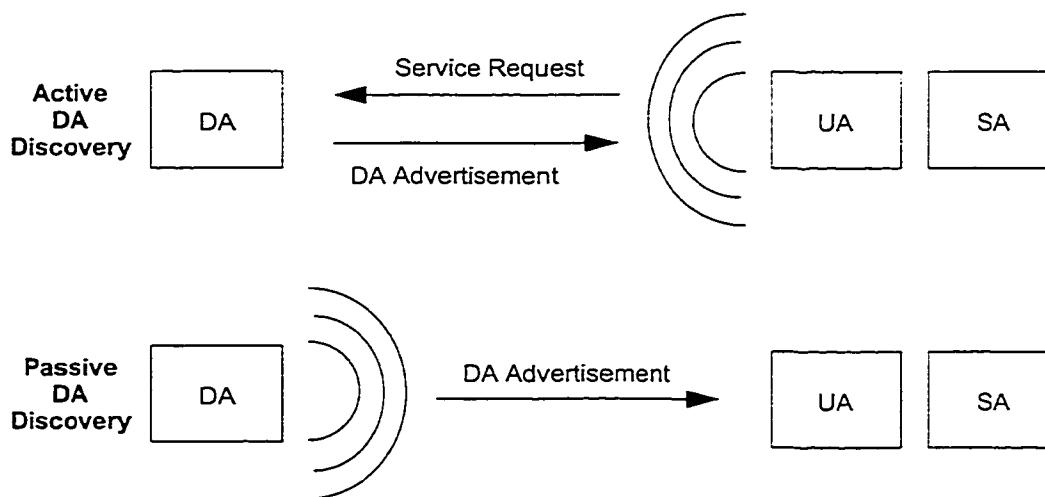 Active
DA
Discovery
DA
Service Request
DA Advertisement
UA
SA
Passive
DA
Discovery
DA
DA Advertisement
UA
SA